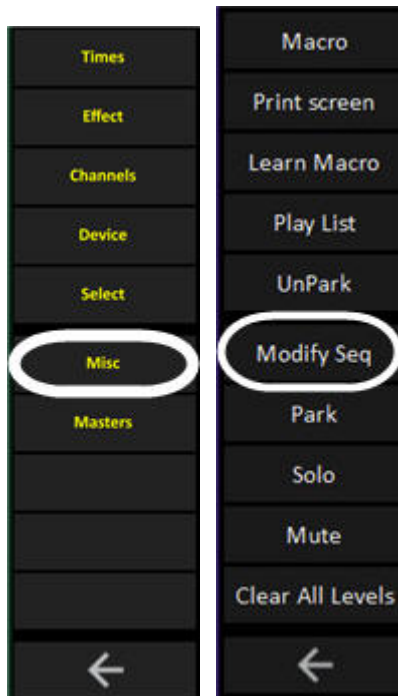 Times
Effect
Channels
Device
Select
Misc
Masters
Macro
Print screen
Learn Macro
Play List
UnPark
Modify Seq
Park
Solo
Mute
Clear All Levels